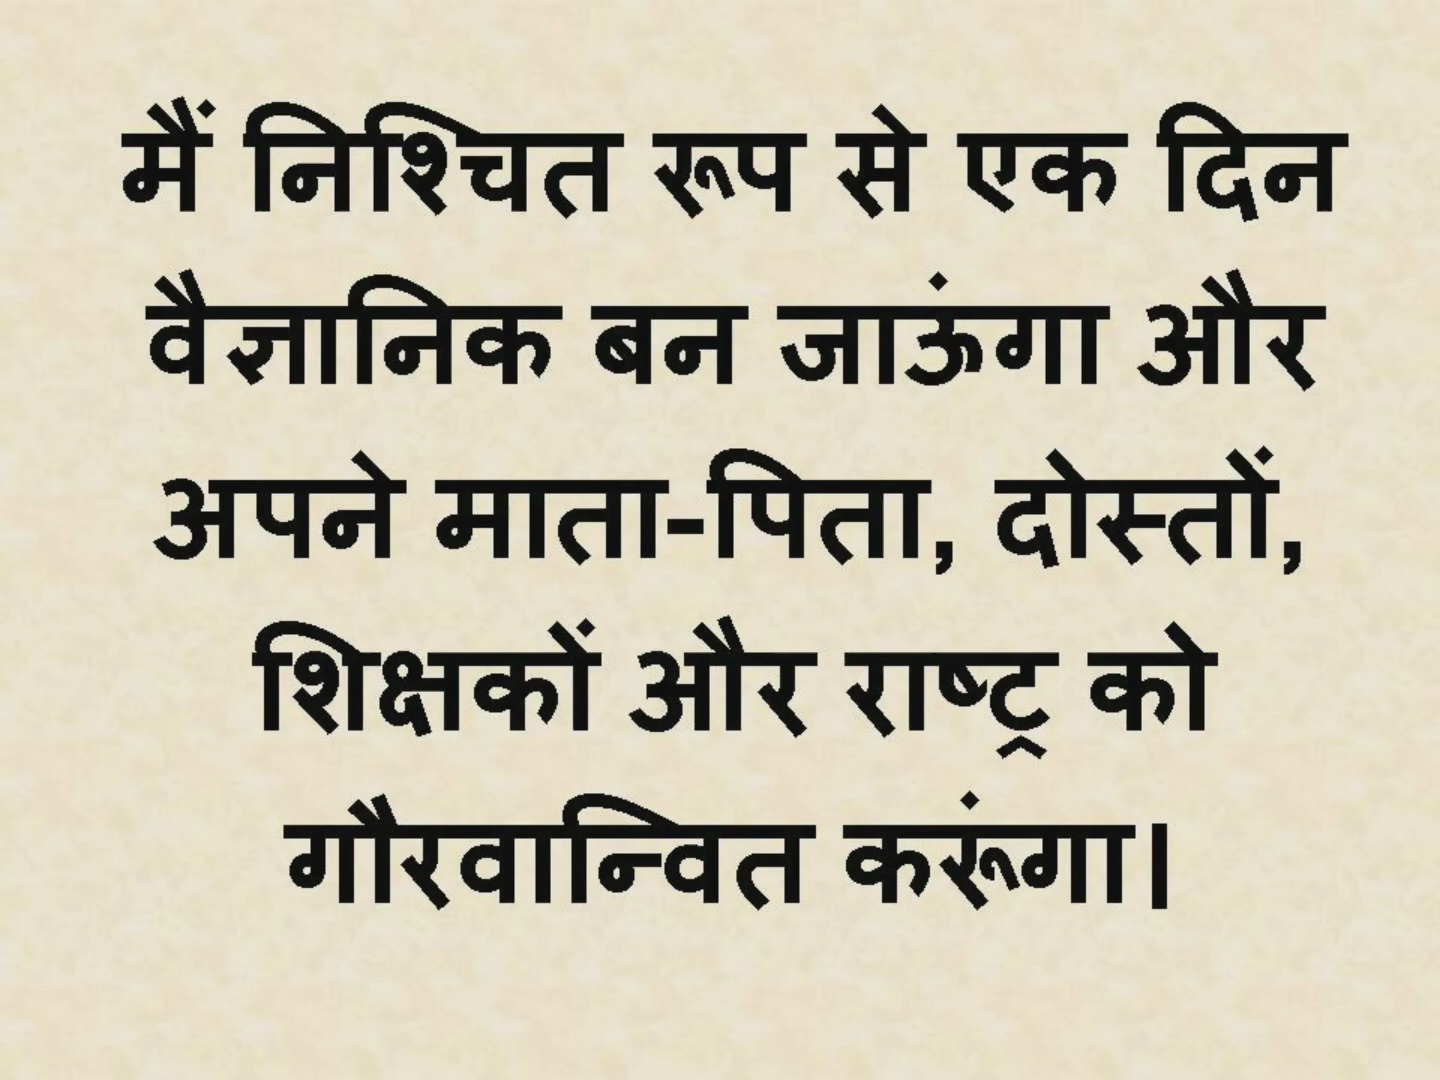 मैं निश्चित रूप से एक दिन
वैज्ञानिक बन जाऊंगा और
अपने माता-पिता, दोस्तों,
शिक्षकों और राष्ट्र को
गौरवान्वित करूंगा।